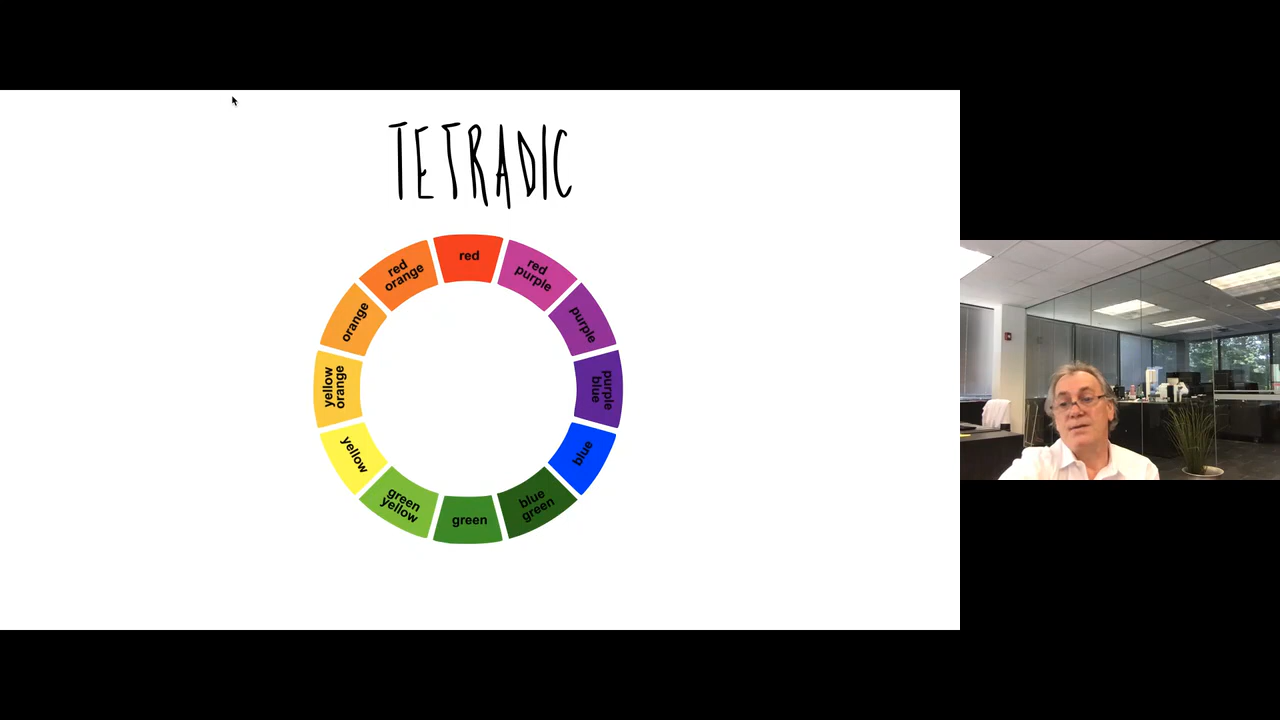 TETRADIC
red
red
purple
purple
purple
blue
blue
blue
green
green
green
yellow
yellow
yellow
orange
orange
red
orange